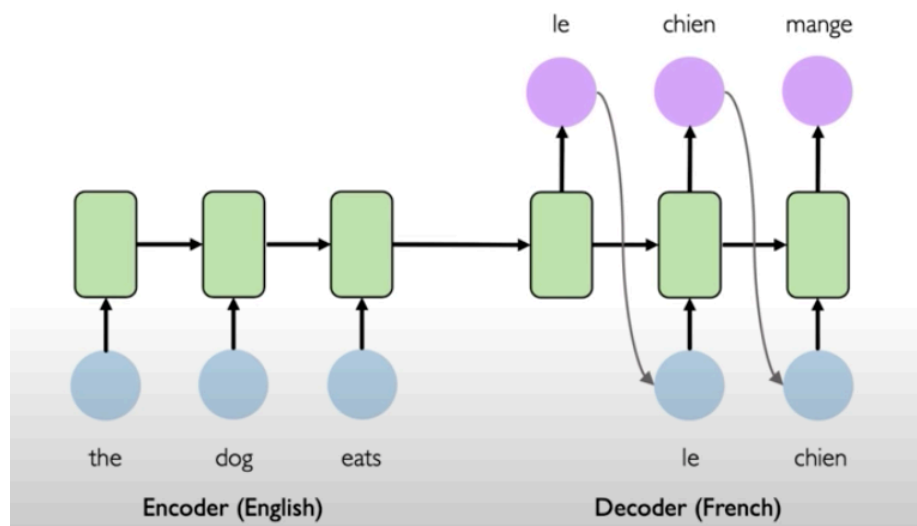 le chien mange
the dog eats le chien
Encoder (English) Decoder (French)